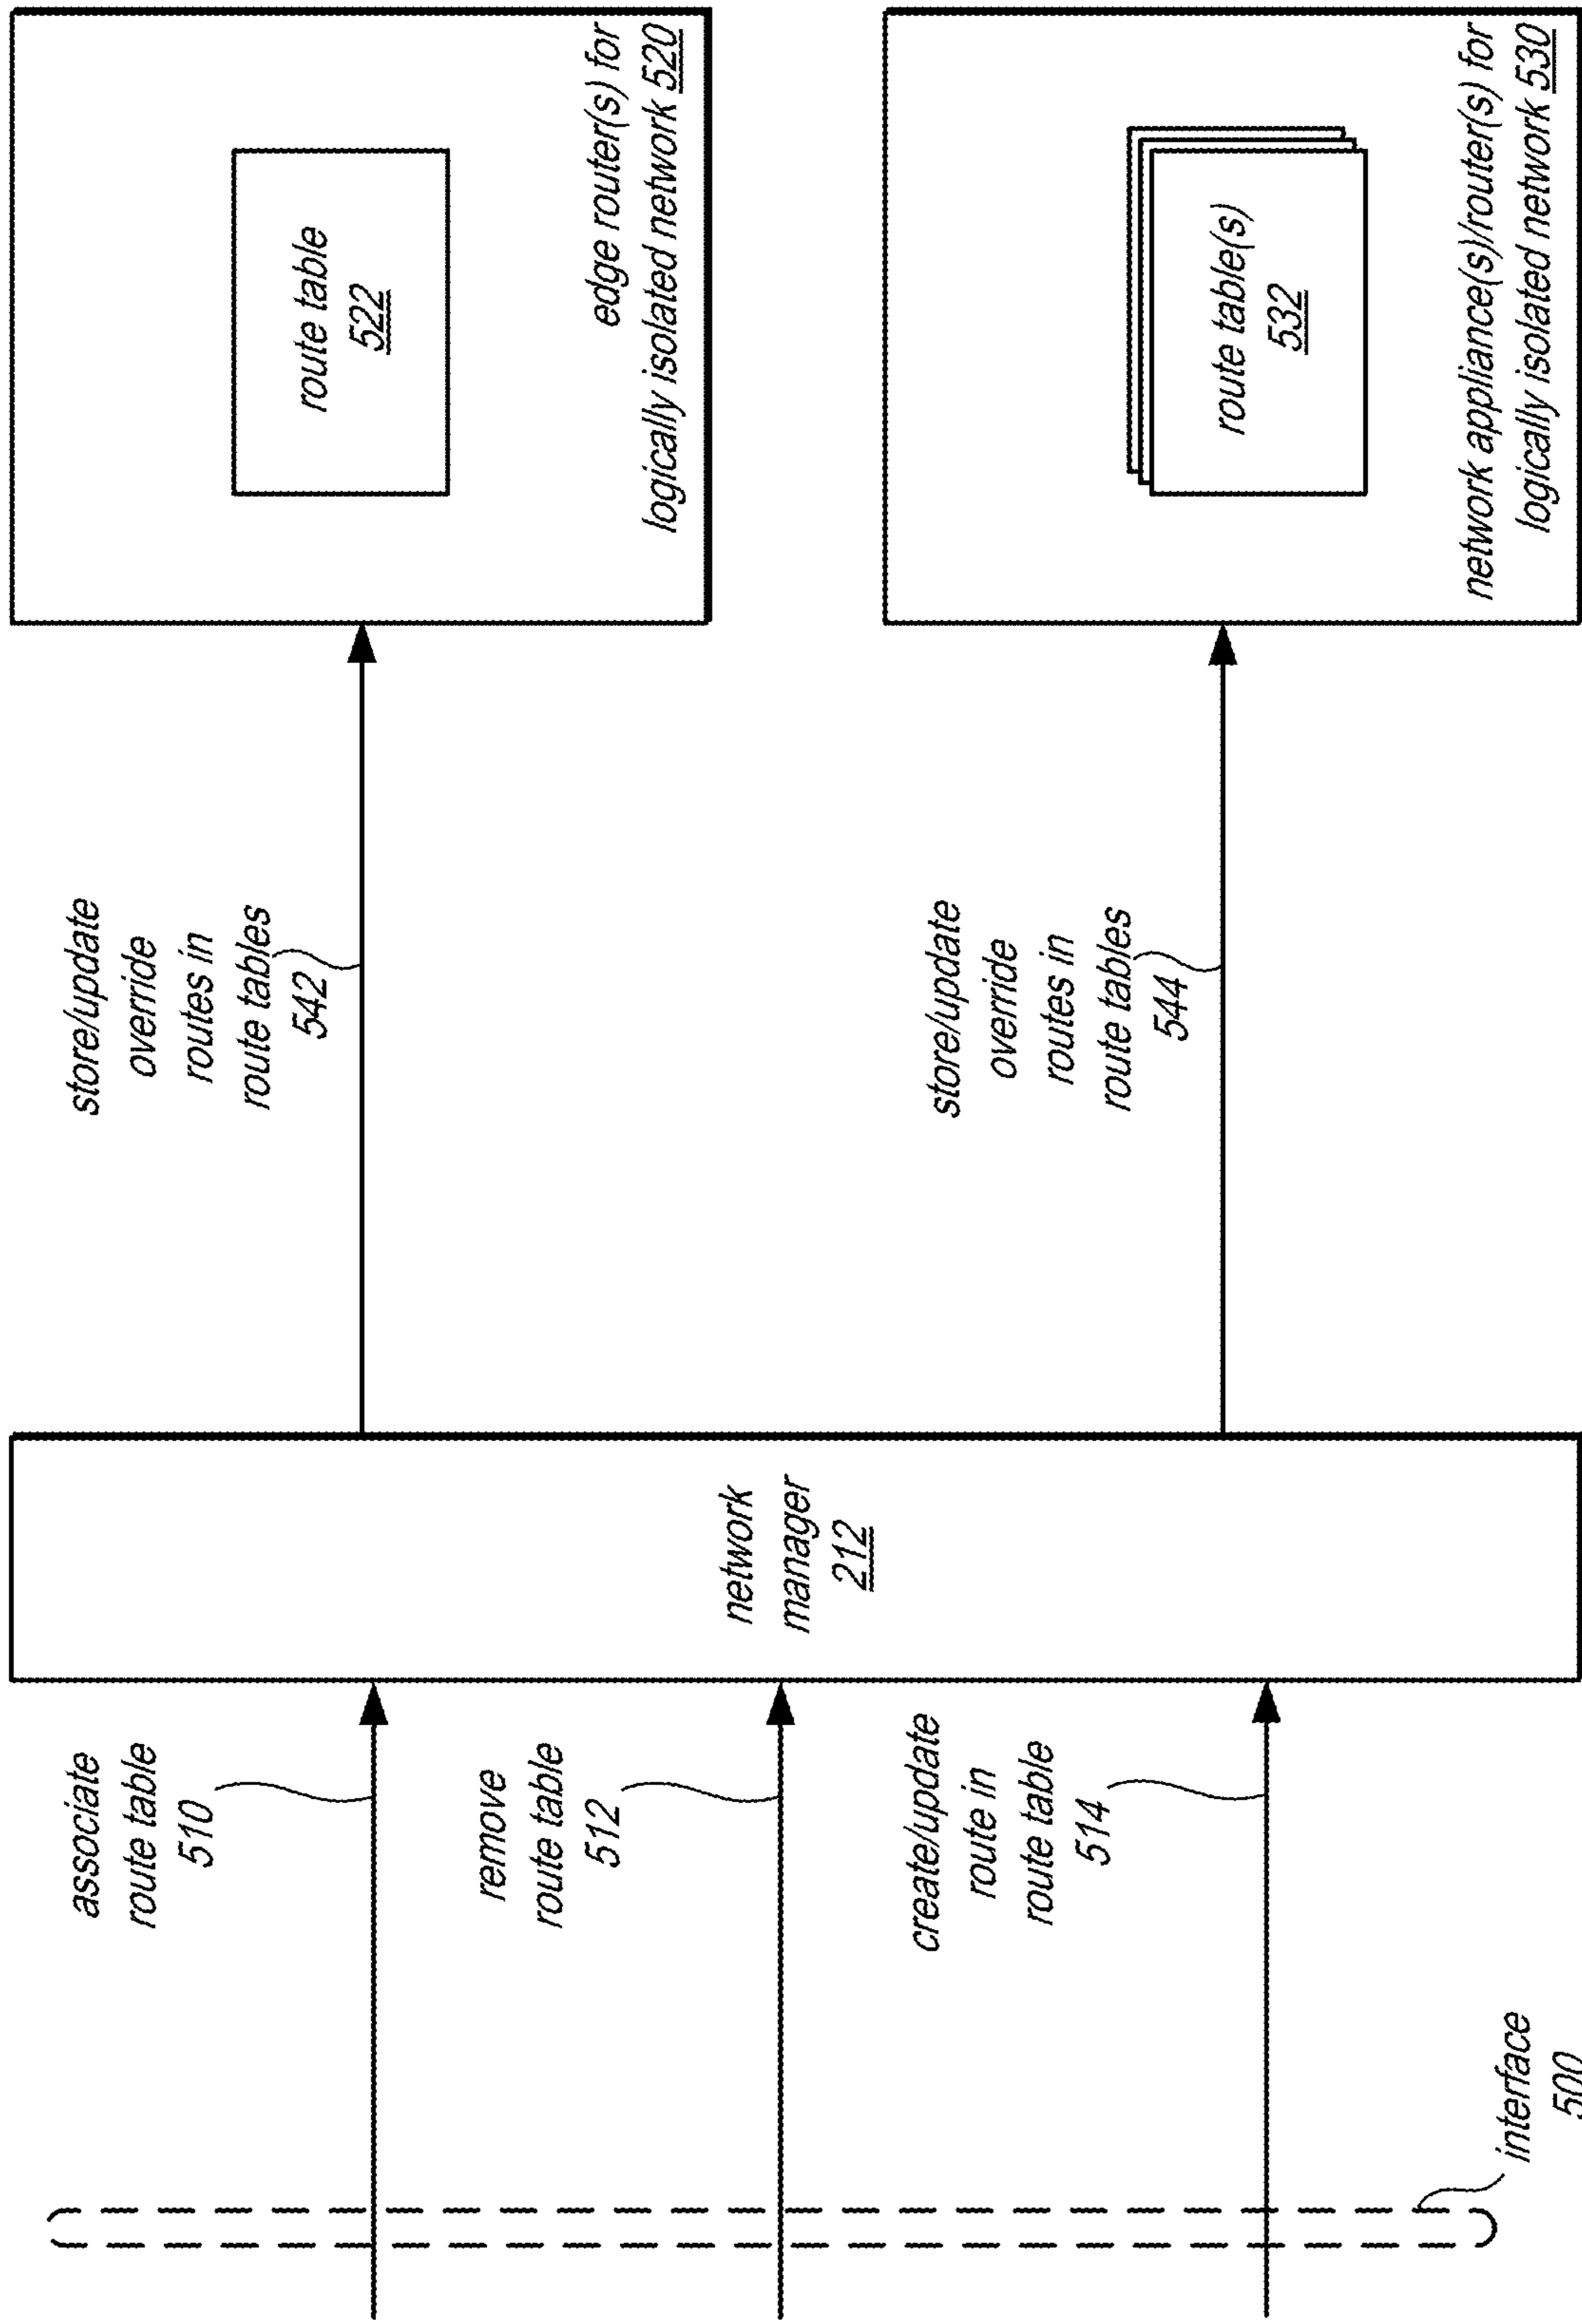 associate
route table
510
remove
route table
512
create/update
route in
route table
514
interface
500
network
manager
212
store/update
override
routes in
route tables
542
store/update
override
routes in
route tables
544
route table
522
edge router(s) for
logically isolated network 520
route table(s)
532
network appliance(s)/router(s) for
logically isolated network 530